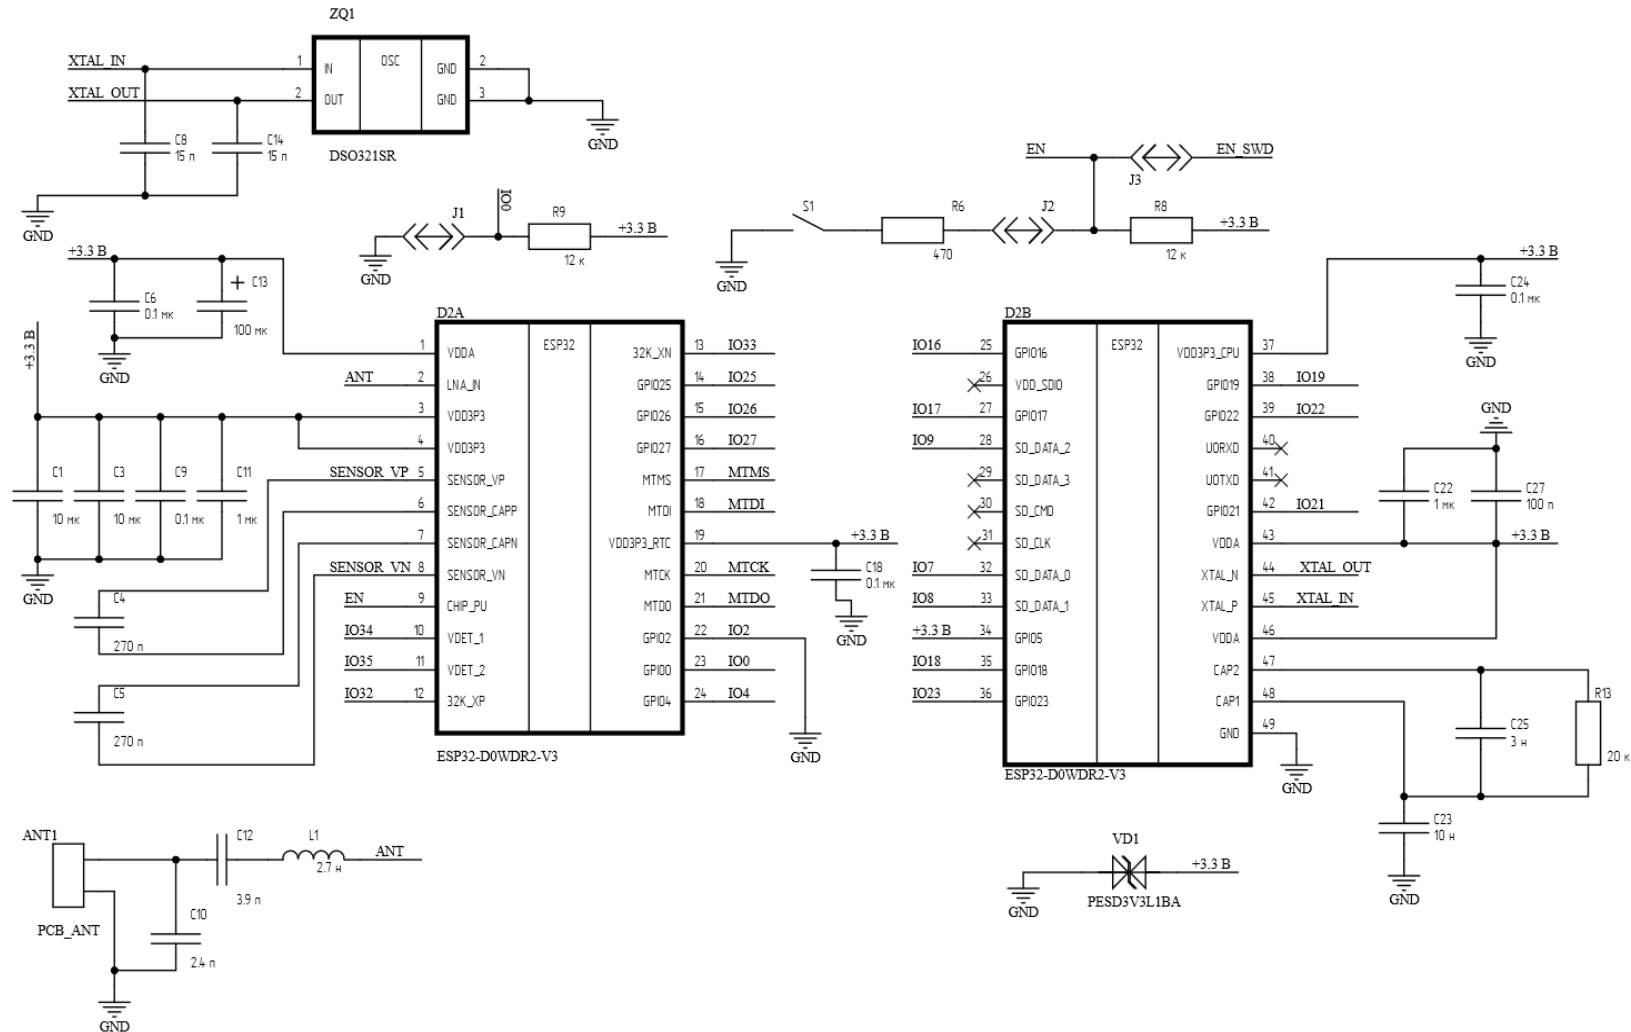 ZQ1
XTAL_IN 1 IN OSC GND 2
XTAL_OUT 2 OUT GND 3
GND
C8
15 п
C14
15 п
DSO321SR
GND
EN
EN_SWD
J3
J1
IO0
R9
+3.3 В
12 к
GND
S1
R6
470
J2
R8
+3.3 В
12 к
GND
+3.3 В
C6
0.1 мк
C13
100 мк
GND
+3.3 В
D2A
ESP32
1 VDDA
ANT 2 LNA_IN
3 VDD3P3
4 VDD3P3
SENSOR_VP 5 SENSOR_VP
6 SENSOR_CAPP
7 SENSOR_CAPN
SENSOR_VN 8 SENSOR_VN
EN 9 CHIP_PU
IO34 10 VDET_1
IO35 11 VDET_2
IO32 12 32K_XP
32K_XN 13 IO33
GPIO25 14 IO25
GPIO26 15 IO26
GPIO27 16 IO27
MTMS 17 MTMS
MTDI 18 MTDI
VDD3P3_RTC 19 +3.3 В
MTCK 20 MTCK
MTDO 21 MTDO
GPIO2 22 IO2
GPIO0 23 IO0
GPIO4 24 IO4
ESP32-D0WDR2-V3
C1
10 мк
C3
10 мк
C9
0.1 мк
C11
1 мк
GND
C4
270 п
C5
270 п
C18
0.1 мк
GND
GND
D2B
ESP32
IO16 25 GPIO16
26 VDD_SDIO
IO17 27 GPIO17
IO9 28 SD_DATA_2
29 SD_DATA_3
30 SD_CMD
31 SD_CLK
IO7 32 SD_DATA_0
IO8 33 SD_DATA_1
+3.3 В 34 GPIO5
IO18 35 GPIO18
IO23 36 GPIO23
VDD3P3_CPU 37
GPIO19 38 IO19
GPIO22 39 IO22
UORXD 40
UOTXD 41
GPIO21 42 IO21
VDDA 43 +3.3 В
XTAL_N 44 XTAL_OUT
XTAL_P 45 XTAL_IN
VDDA 46
CAP2 47
CAP1 48
GND 49
ESP32-D0WDR2-V3
+3.3 В
C24
0.1 мк
GND
GND
C22
1 мк
C27
100 п
GND
C25
3 н
R13
20 к
C23
10 н
GND
ANT1
PCB_ANT
C12
3.9 п
L1
2.7 н
ANT
C10
2.4 п
GND
VD1
+3.3 В
GND
PESD3V3L1BA